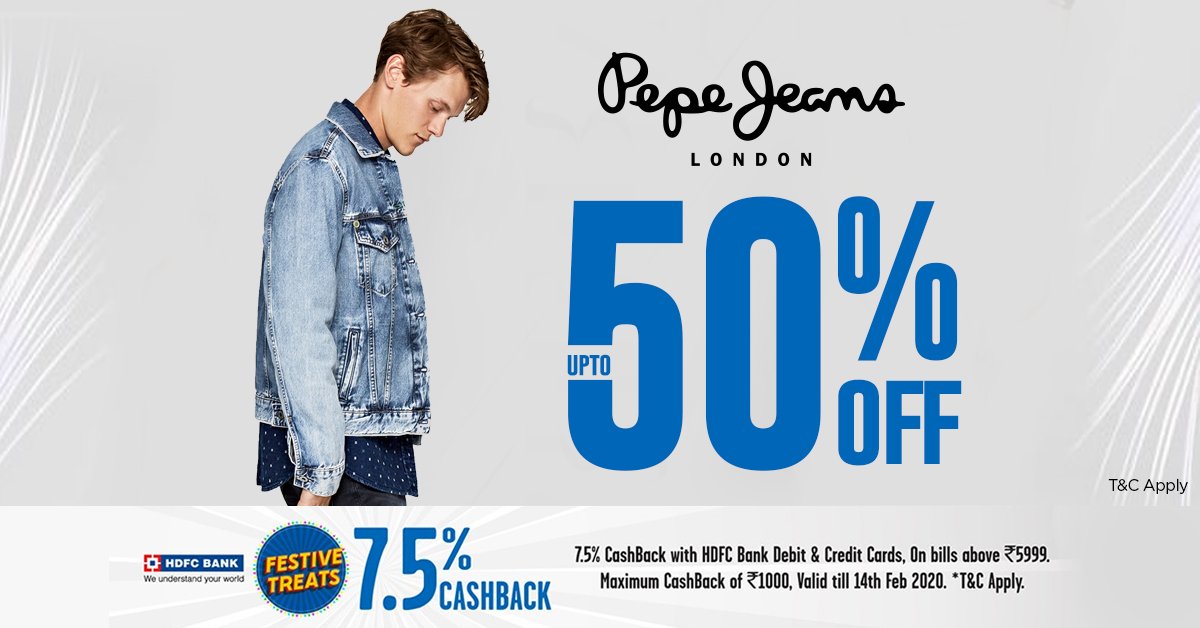 Pepe Jeans
LONDON
UPTO 50% OFF
T&C Apply
HDFC BANK
We understand your world
FESTIVE
TREATS
7.5%
CASHBACK
7.5% CashBack with HDFC Bank Debit & Credit Cards, On bills above ₹5999.
Maximum CashBack of ₹1000, Valid till 14th Feb 2020. *T&C Apply.